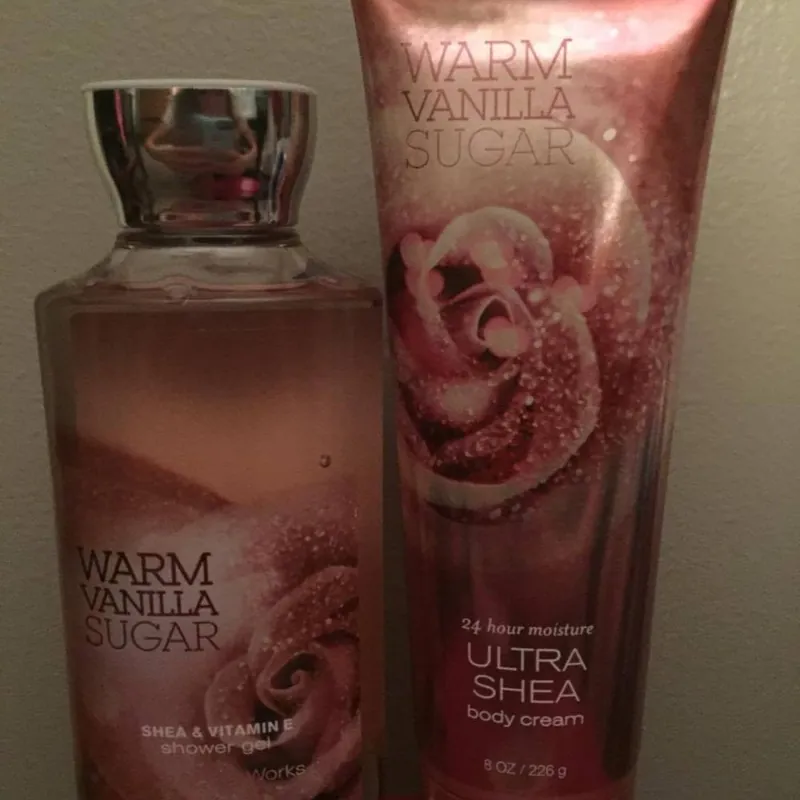 WARM
VANILLA
SUGAR
SHEA & VITAMIN E
shower gel
Works
WARM
VANILLA
SUGAR
24 hour moisture
ULTRA
SHEA
body cream
8 OZ / 226 g